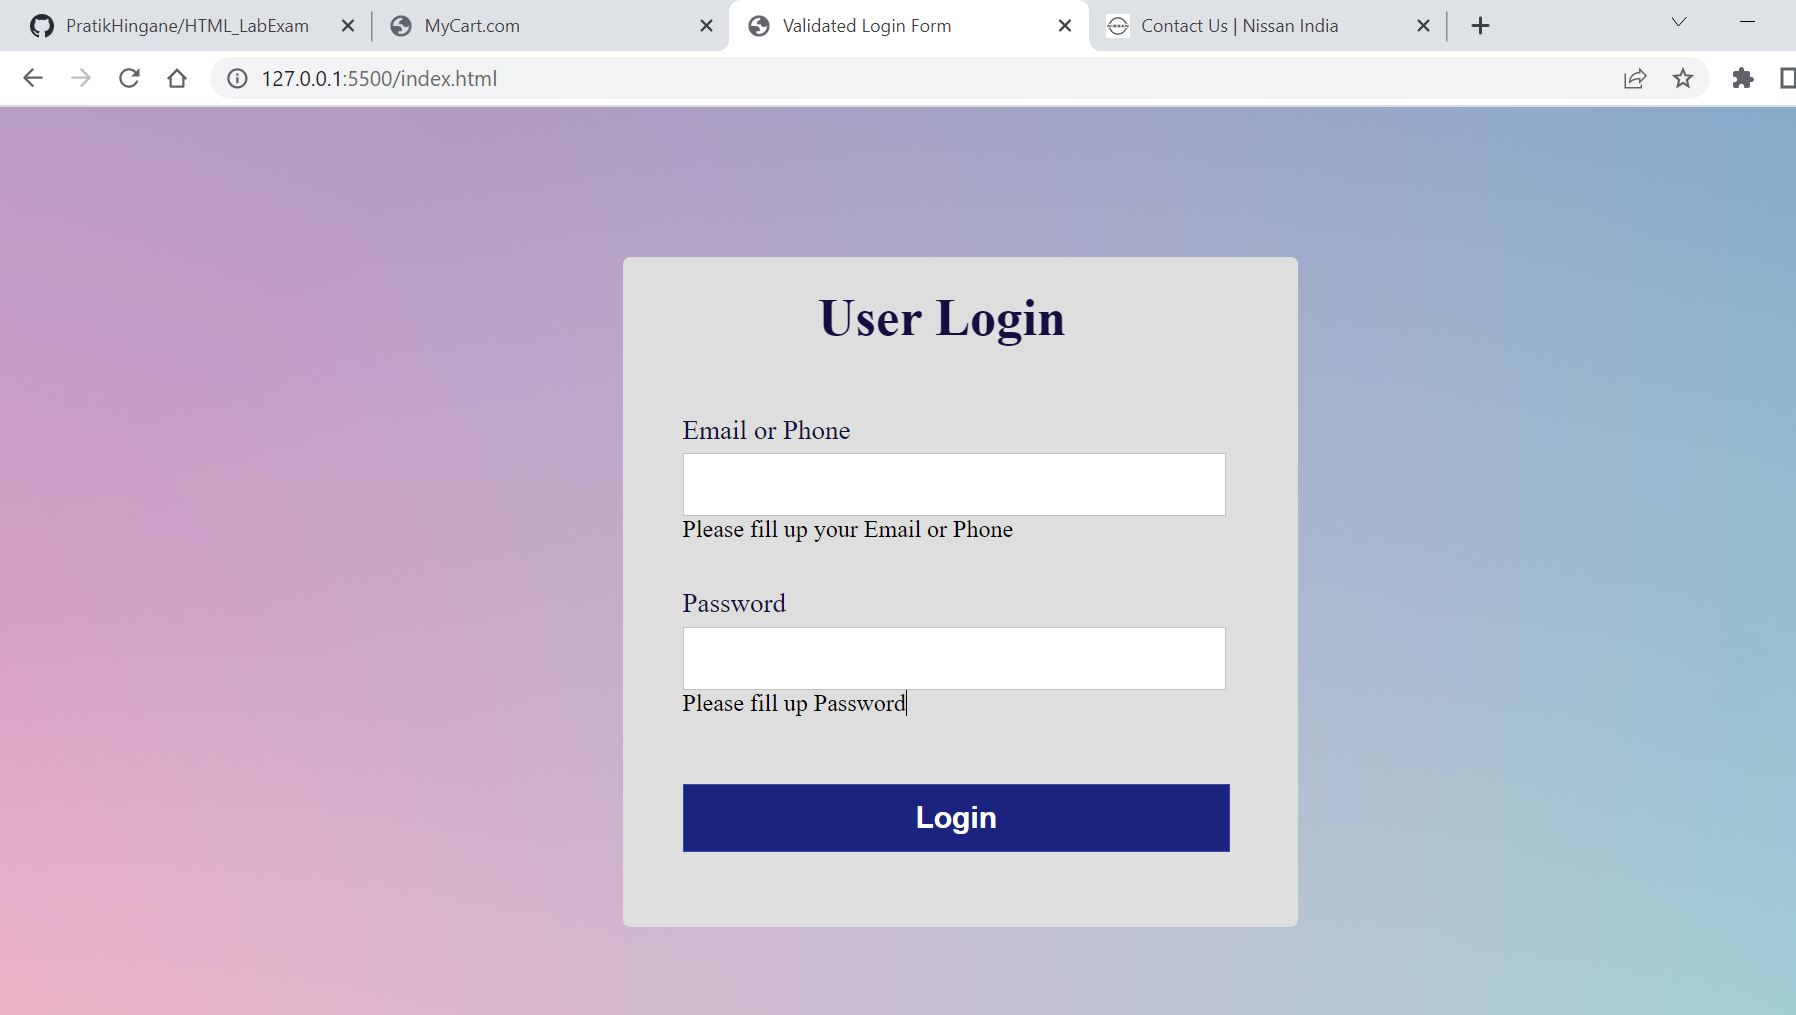 PratikHingane/HTML_LabExam
MyCart.com
Validated Login Form
Contact Us | Nissan India
127.0.0.1:5500/index.html
User Login
Email or Phone
Please fill up your Email or Phone
Password
Please fill up Password
Login